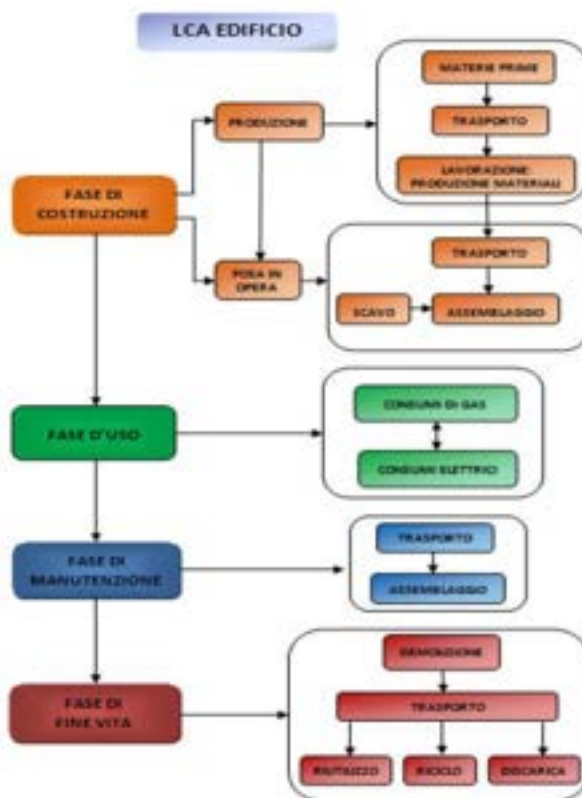 LCA EDIFICIO
MATERIE PRIME
PRODUZIONE
TRASPORTO
LAVORAZIONE:
PRODUZIONE MATERIALI
FASE DI
COSTRUZIONE
TRASPORTO
POSA IN
OPERA
SCAVO
ASSEMBLAGGIO
CONSUMI DI GAS
FASE D'USO
CONSUMI ELETTRICI
TRASPORTO
FASE DI
MANUTENZIONE
ASSEMBLAGGIO
DEMOLIZIONE
FASE DI
FINE VITA
TRASPORTO
RIUTILIZZO
RICICLO
DISCARICA